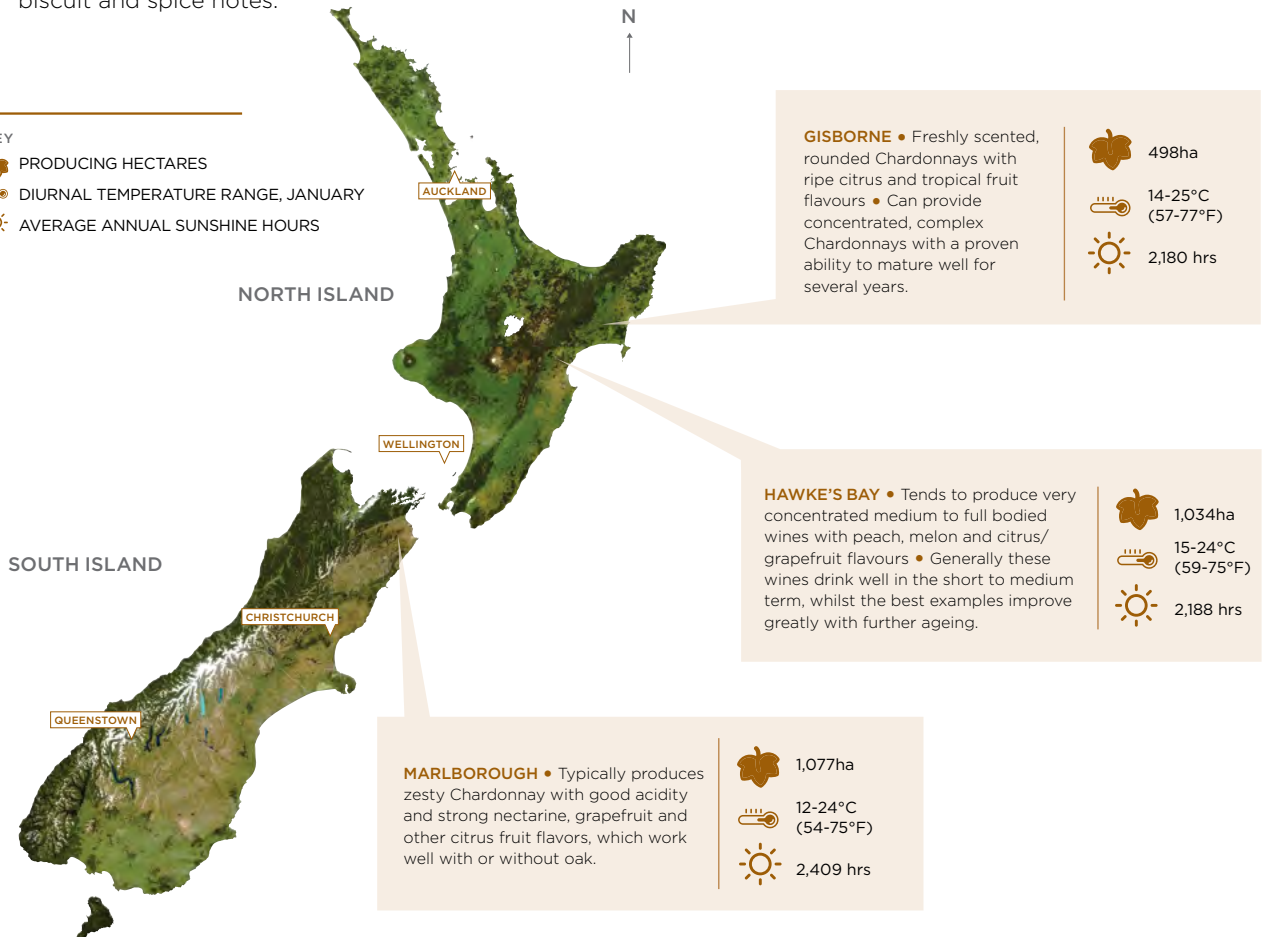 biscuit and spice notes.
N
EY
PRODUCING HECTARES
DIURNAL TEMPERATURE RANGE, JANUARY
AVERAGE ANNUAL SUNSHINE HOURS
AUCKLAND
NORTH ISLAND
GISBORNE • Freshly scented,
rounded Chardonnays with
ripe citrus and tropical fruit
flavours • Can provide
concentrated, complex
Chardonnays with a proven
ability to mature well for
several years.
498ha
14-25°C
(57-77°F)
2,180 hrs
WELLINGTON
HAWKE'S BAY • Tends to produce very
concentrated medium to full bodied
wines with peach, melon and citrus/
grapefruit flavours • Generally these
wines drink well in the short to medium
term, whilst the best examples improve
greatly with further ageing.
1,034ha
15-24°C
(59-75°F)
2,188 hrs
SOUTH ISLAND
CHRISTCHURCH
QUEENSTOWN
MARLBOROUGH • Typically produces
zesty Chardonnay with good acidity
and strong nectarine, grapefruit and
other citrus fruit flavors, which work
well with or without oak.
1,077ha
12-24°C
(54-75°F)
2,409 hrs